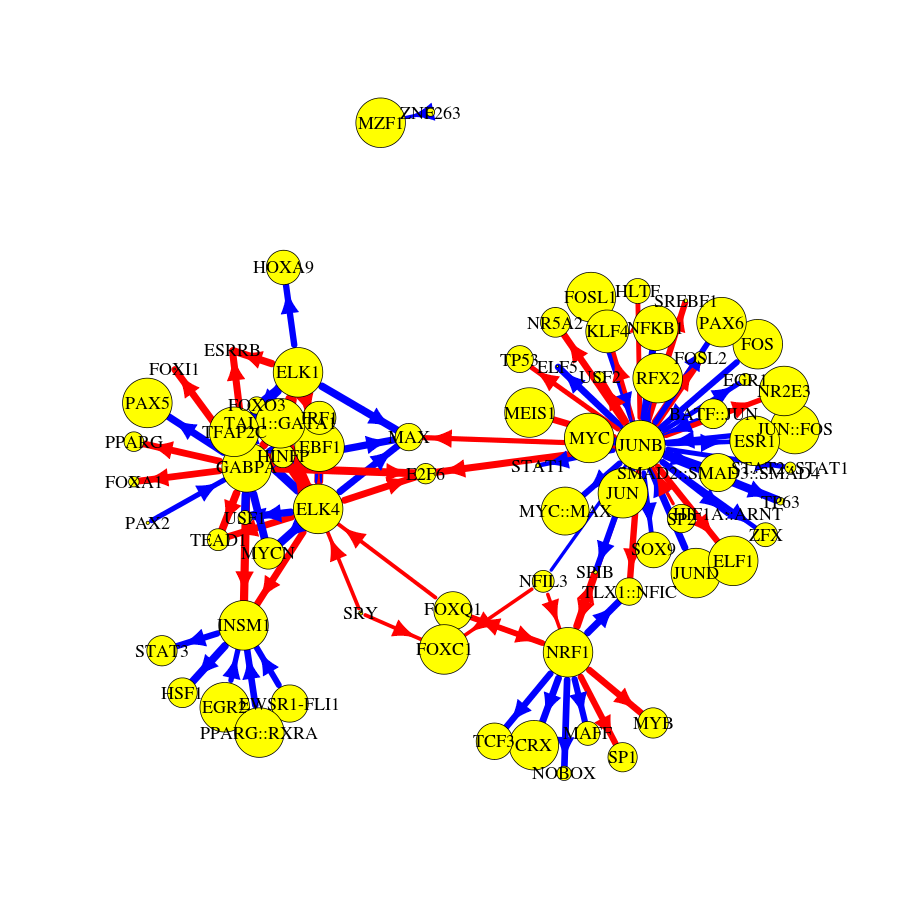 ZNF263
MZF1
HOXA9
FOSL1
HLTF
SREBF1
NR5A2
KLF4
NFKB1
PAX6
FOS
ESRRB
FOXI1
ELK1
TP53
ELF5
FOSL2
RFX2
EGR1
NR2E3
PAX5
FOXO3
IRF1
MEIS1
BATF::JUN
TAL1::GATA1
TFAP2C
MAX
MYC
JUNB
ESR1
JUN::FOS
PPARG
EBF1
HINFP
GABPA
E2F6
STAT1
STAT2::STAT1
SMAD2::SMAD3::SMAD4
FOXA1
JUN
TP63
PAX2
USF1
ELK4
MYC::MAX
SP2
HIF1A::ARNT
ZFX
TEAD1
MYCN
SOX9
ELF1
SPIB
JUND
NFIL3
TLX1::NFIC
SRY
FOXQ1
INSM1
FOXC1
NRF1
STAT3
HSF1
EGR2
EWSR1-FLI1
PPARG::RXRA
MYB
TCF3
CRX
MAFF
SP1
NOBOX